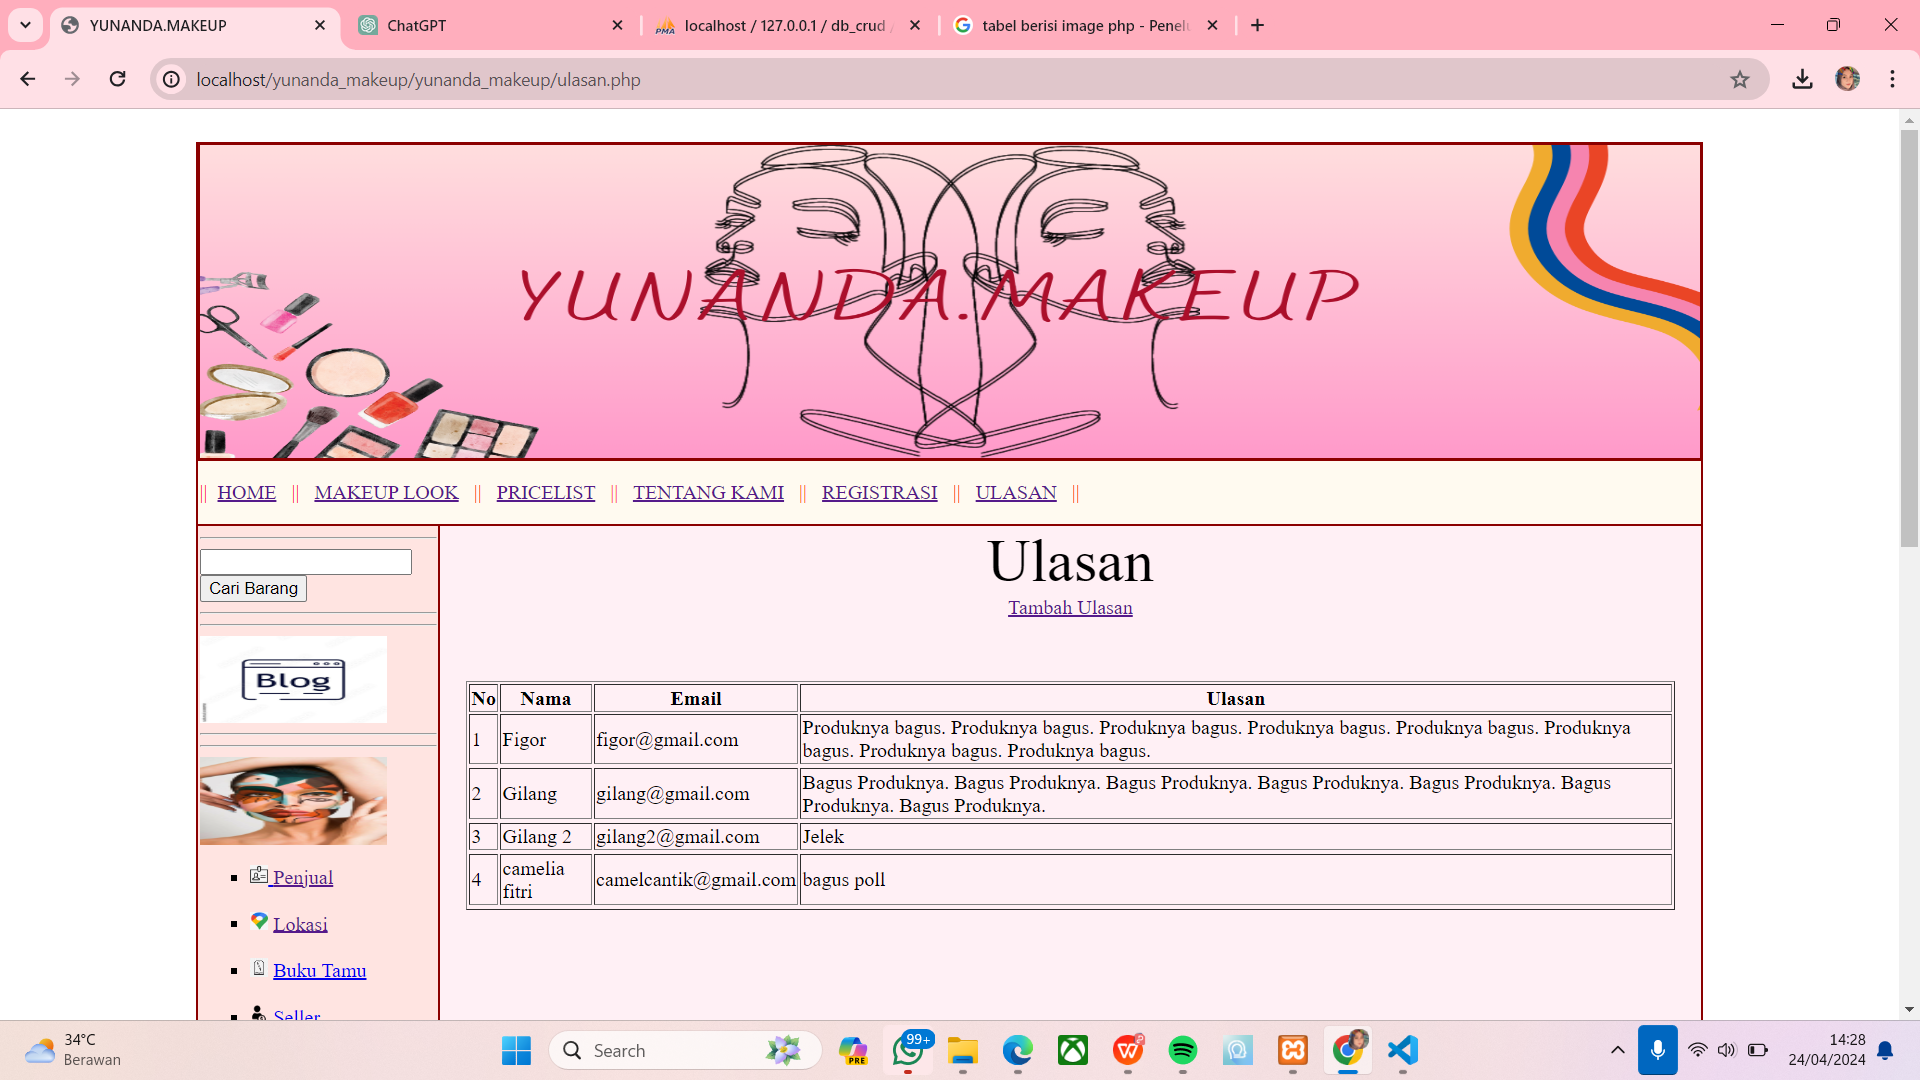 YUNANDA.MAKEUP
ChatGPT
localhost / 127.0.0.1 / db_crud /
tabel berisi image php - Penelu
localhost/yunanda_makeup/yunanda_makeup/ulasan.php
YUNANDA.MAKEUP
|| HOME || MAKEUP LOOK || PRICELIST || TENTANG KAMI || REGISTRASI || ULASAN ||
Cari Barang
Blog
Penjual
Lokasi
Buku Tamu
Seller
Ulasan
Tambah Ulasan
No Nama Email Ulasan
1 Figor figor@gmail.com Produknya bagus. Produknya bagus. Produknya bagus. Produknya bagus. Produknya bagus. Produknya
bagus. Produknya bagus. Produknya bagus.
2 Gilang gilang@gmail.com Bagus Produknya. Bagus Produknya. Bagus Produknya. Bagus Produknya. Bagus Produknya. Bagus
Produknya. Bagus Produknya.
3 Gilang 2 gilang2@gmail.com Jelek
4 camelia fitri camelcantik@gmail.com bagus poll
34°C
Berawan
Search
PRE
99+
14:28
24/04/2024